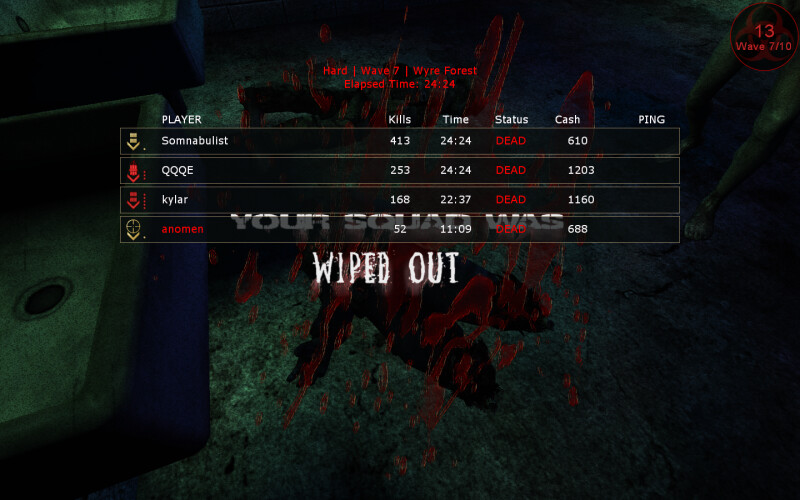 13
Wave 7/10
Hard | Wave 7 | Wyre Forest
Elapsed Time: 24:24
PLAYER Kills Time Status Cash PING
Somnabulist 413 24:24 DEAD 610
QQQE 253 24:24 DEAD 1203
kylar 168 22:37 DEAD 1160
YOUR SQUAD WAS
anomen 52 11:09 DEAD 688
WIPED OUT